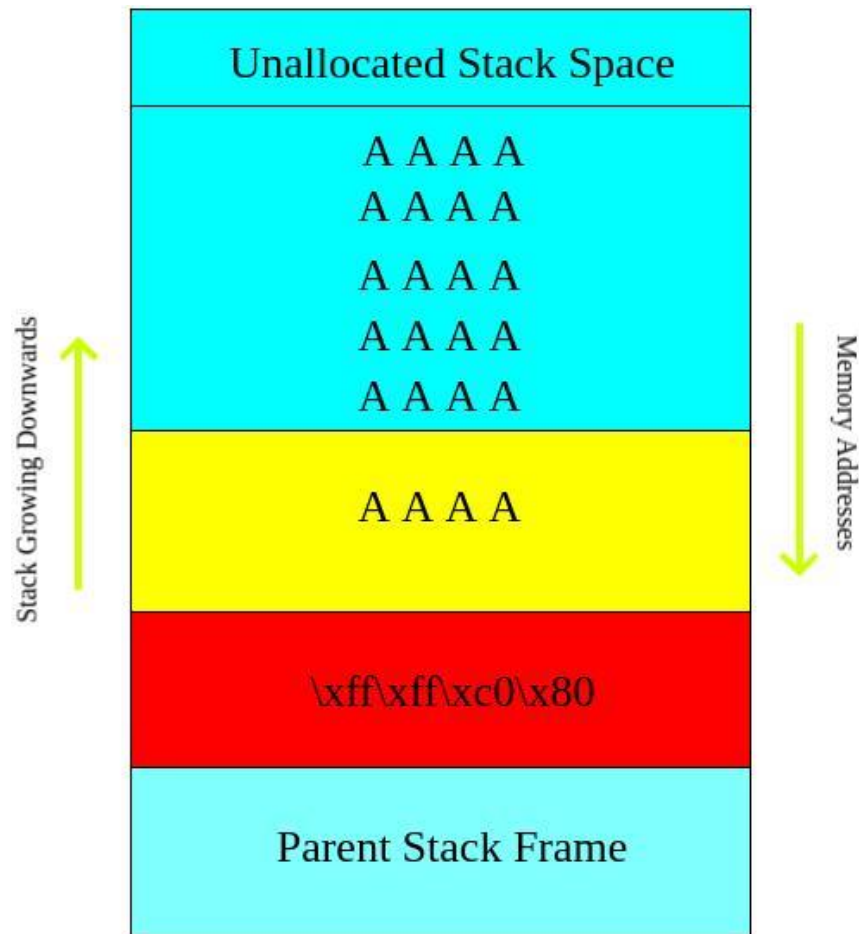 Unallocated Stack Space
A A A A
A A A A
A A A A
A A A A
A A A A
A A A A
\xff\xff\xc0\x80
Parent Stack Frame
Stack Growing Downwards
Memory Addresses